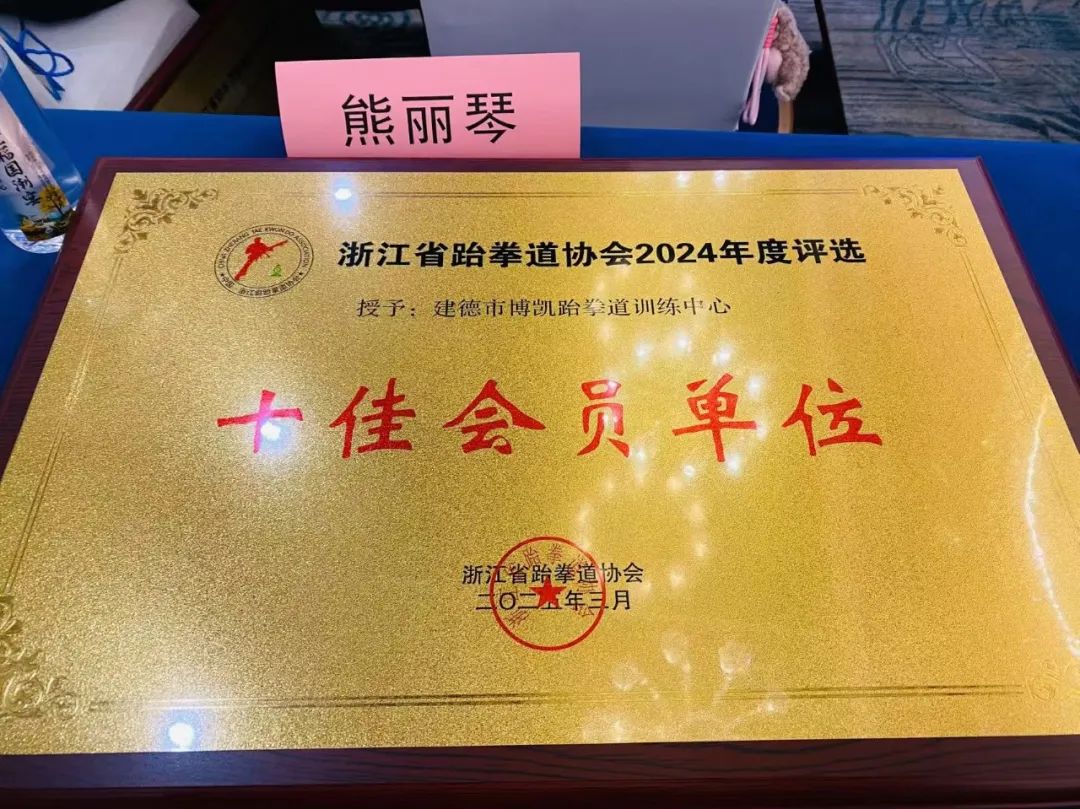 熊丽琴
浙江省跆拳道协会2024年度评选
授予：建德市博凯跆拳道训练中心
十佳会员单位
浙江省跆拳道协会
二〇二五年三月